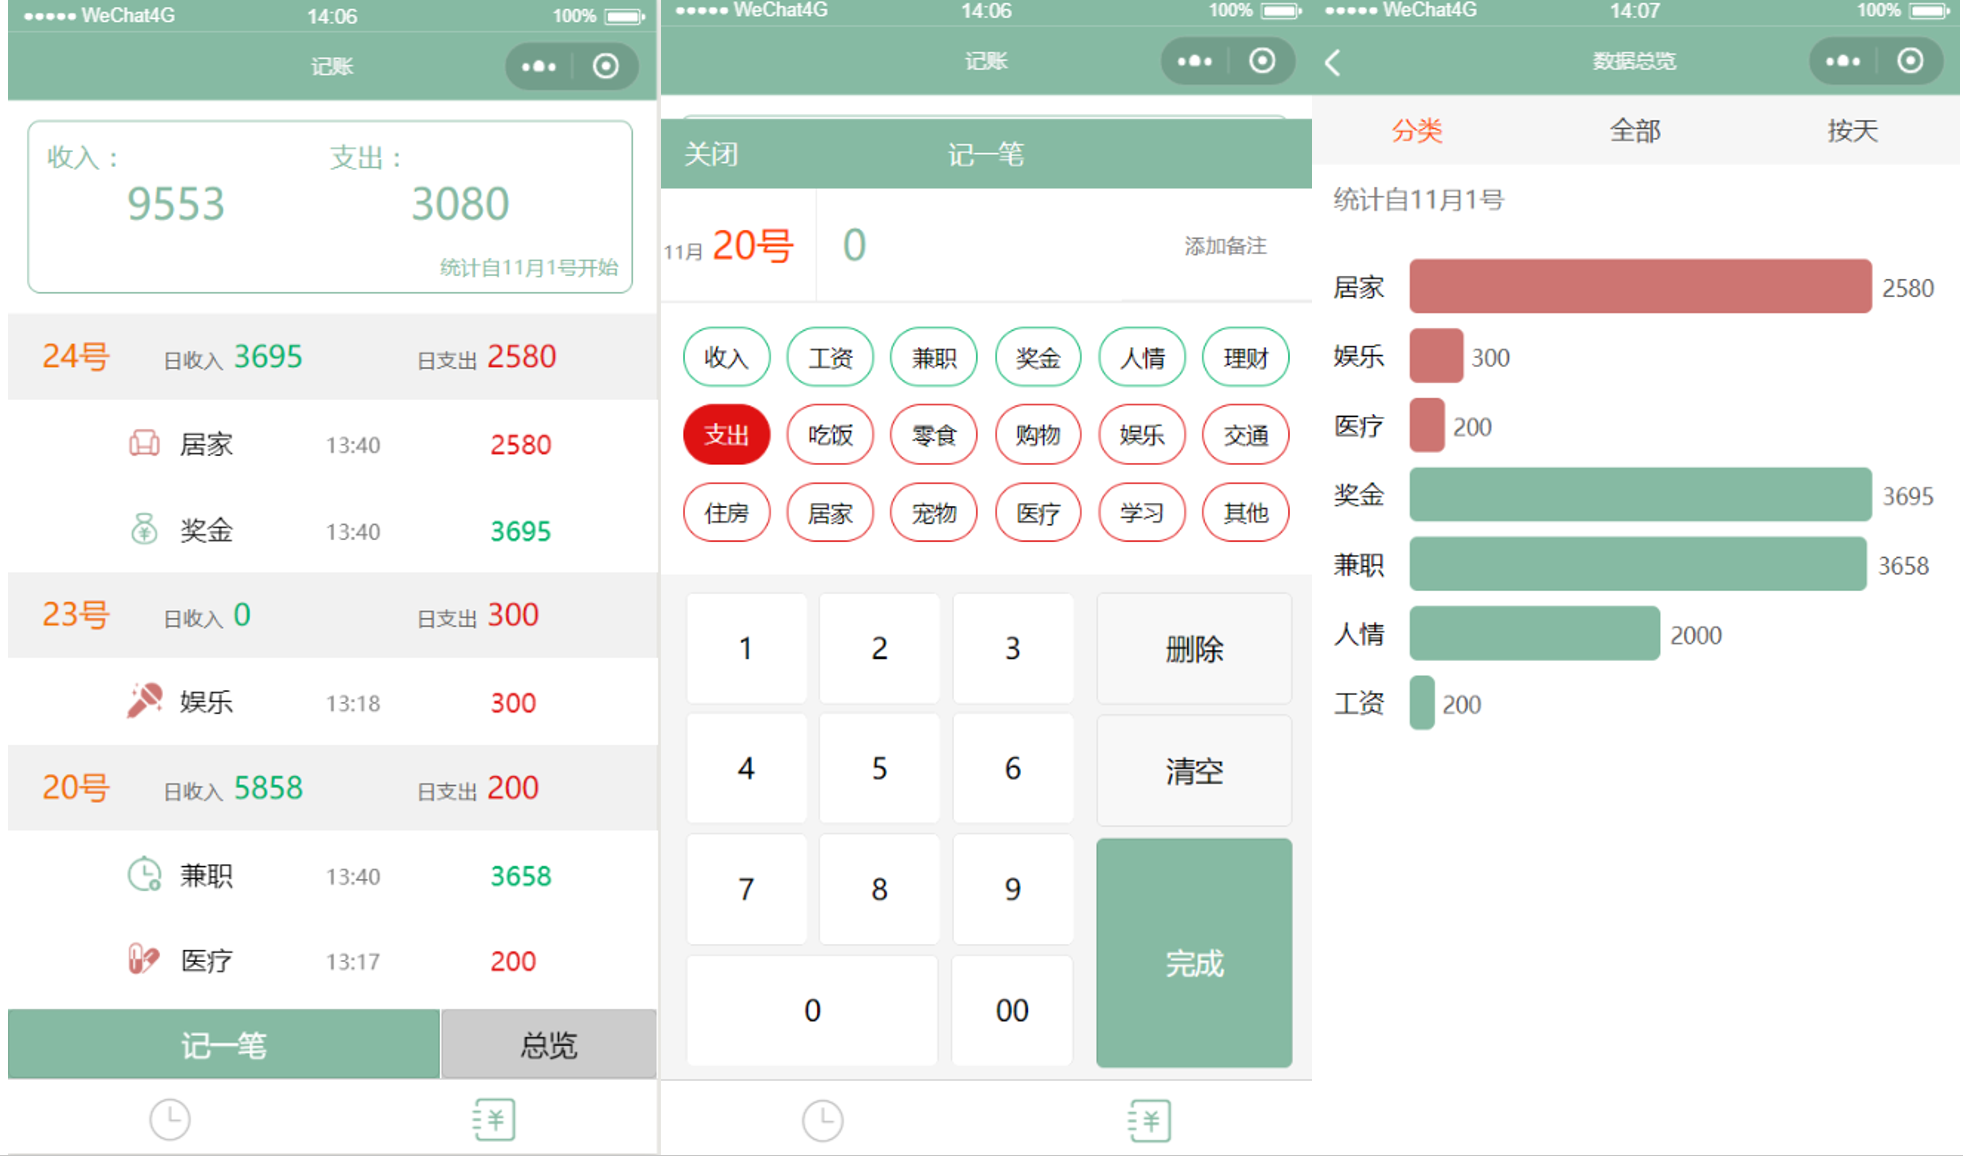 WeChat4G 14:06 100%
记账
收入：
支出：
9553
3080
统计自11月1号开始
24号 日收入 3695 日支出 2580
居家 13:40 2580
奖金 13:40 3695
23号 日收入 0 日支出 300
娱乐 13:18 300
20号 日收入 5858 日支出 200
兼职 13:40 3658
医疗 13:17 200
记一笔 总览
WeChat4G 14:06 100%
记账
关闭 记一笔
11月 20号 0 添加备注
收入 工资 兼职 奖金 人情 理财
支出 吃饭 零食 购物 娱乐 交通
住房 居家 宠物 医疗 学习 其他
1 2 3 删除
4 5 6 清空
7 8 9
完成
0 00
WeChat4G 14:07 100%
数据总览
分类 全部 按天
统计自11月1号
居家 2580
娱乐 300
医疗 200
奖金 3695
兼职 3658
人情 2000
工资 200